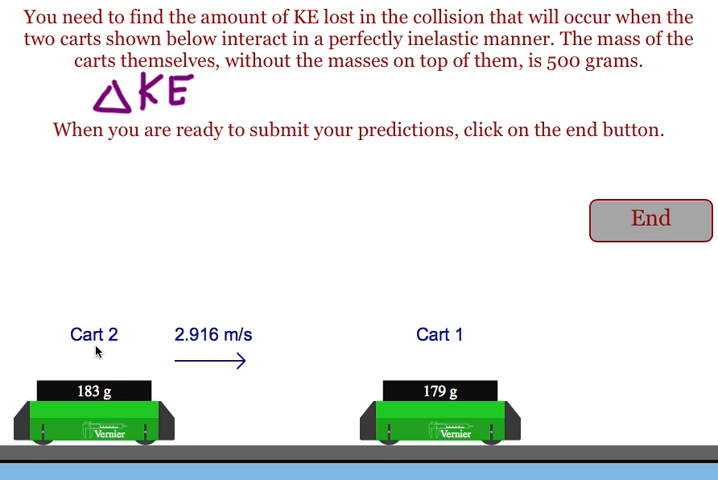 You need to find the amount of KE lost in the collision that will occur when the
two carts shown below interact in a perfectly inelastic manner. The mass of the
carts themselves, without the masses on top of them, is 500 grams.
△KE
When you are ready to submit your predictions, click on the end button.
End
Cart 2 2.916 m/s Cart 1
183 g 179 g
Vernier Vernier